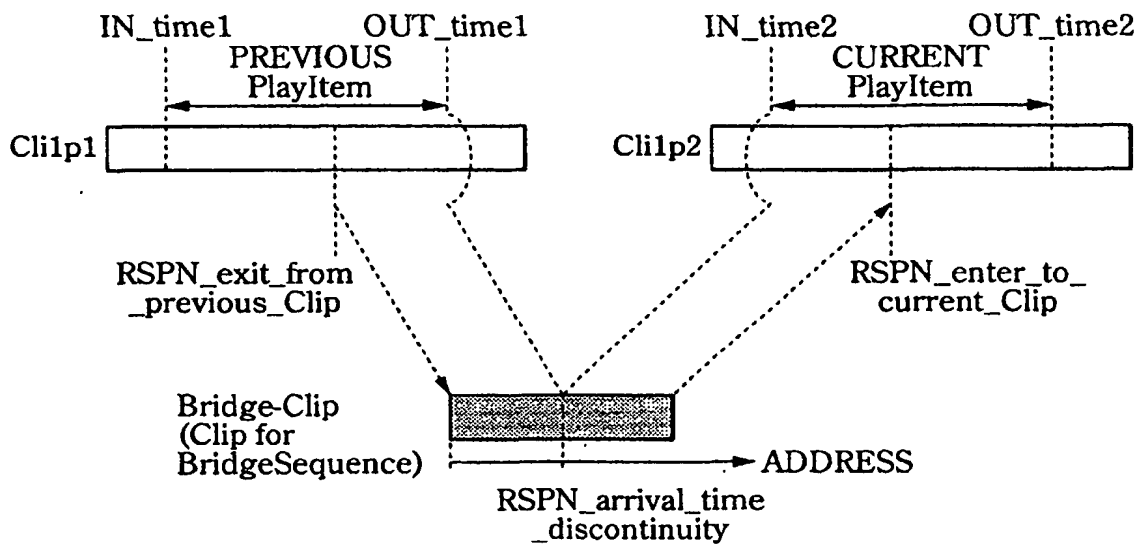 IN_time1
OUT_time1
IN_time2
OUT_time2
PREVIOUS
PlayItem
CURRENT
PlayItem
Cli1p1
Cli1p2
RSPN_exit_from
_previous_Clip
RSPN_enter_to_
current_Clip
Bridge-Clip
(Clip for
BridgeSequence)
ADDRESS
RSPN_arrival_time
_discontinuity